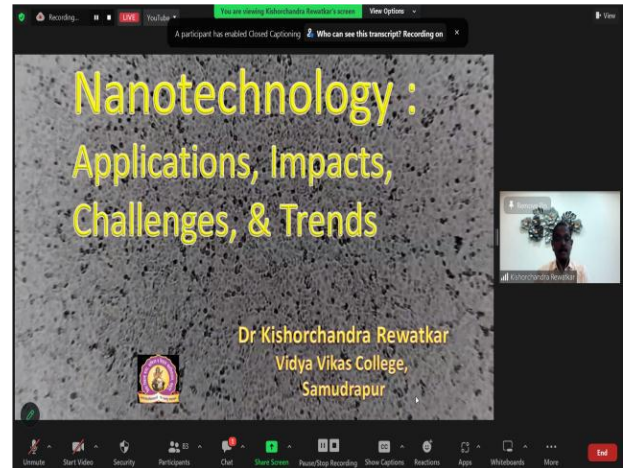 Recording...
LIVE
YouTube
You are viewing Kishorchandra Rewatkar's screen
View Options
View
A participant has enabled Closed Captioning
Who can see this transcript? Recording on
Nanotechnology :
Applications, Impacts,
Challenges, & Trends
Dr Kishorchandra Rewatkar
Vidya Vikas College,
Samudrapur
Kishorchandra Rewatkar
Unmute
Start Video
Security
Participants
Chat
Share Screen
Pause/Stop Recording
Show Captions
Reactions
Apps
Whiteboards
More
End